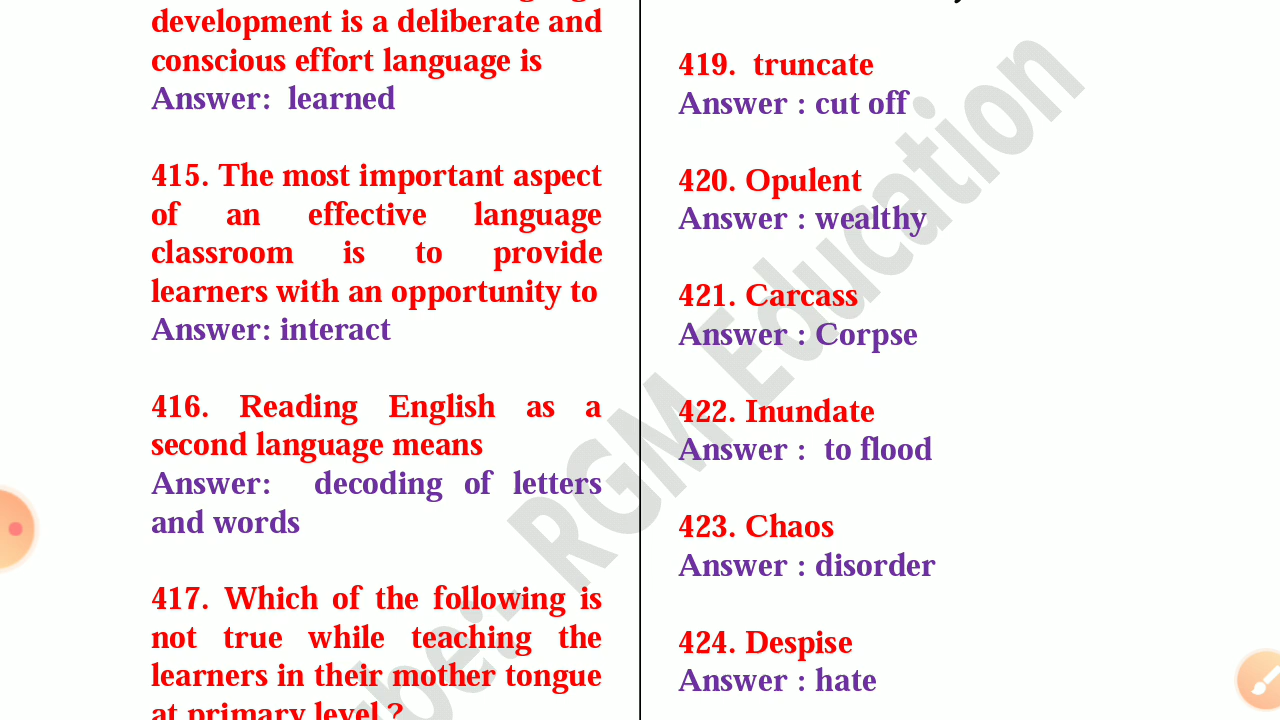 development is a deliberate and
conscious effort language is
Answer: learned
415. The most important aspect
of an effective language
classroom is to provide
learners with an opportunity to
Answer: interact
416. Reading English as a
second language means
Answer: decoding of letters
and words
417. Which of the following is
not true while teaching the
learners in their mother tongue
at primary level ?
419. truncate
Answer : cut off
420. Opulent
Answer : wealthy
421. Carcass
Answer : Corpse
422. Inundate
Answer : to flood
423. Chaos
Answer : disorder
424. Despise
Answer : hate
RGM Education